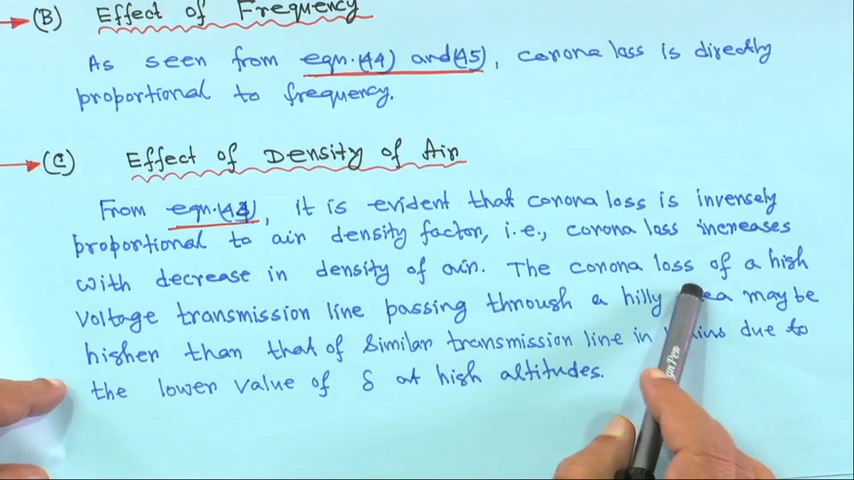 (B) Effect of Frequency
As seen from eqn.(44) and (45), corona loss is directly
proportional to frequency.
(C) Effect of Density of Air
From eqn.(44), it is evident that corona loss is inversely
proportional to air density factor, i.e., corona loss increases
with decrease in density of air. The corona loss of a high
voltage transmission line passing through a hilly may be
higher than that of similar transmission line in due to
the lower value of δ at high altitudes.